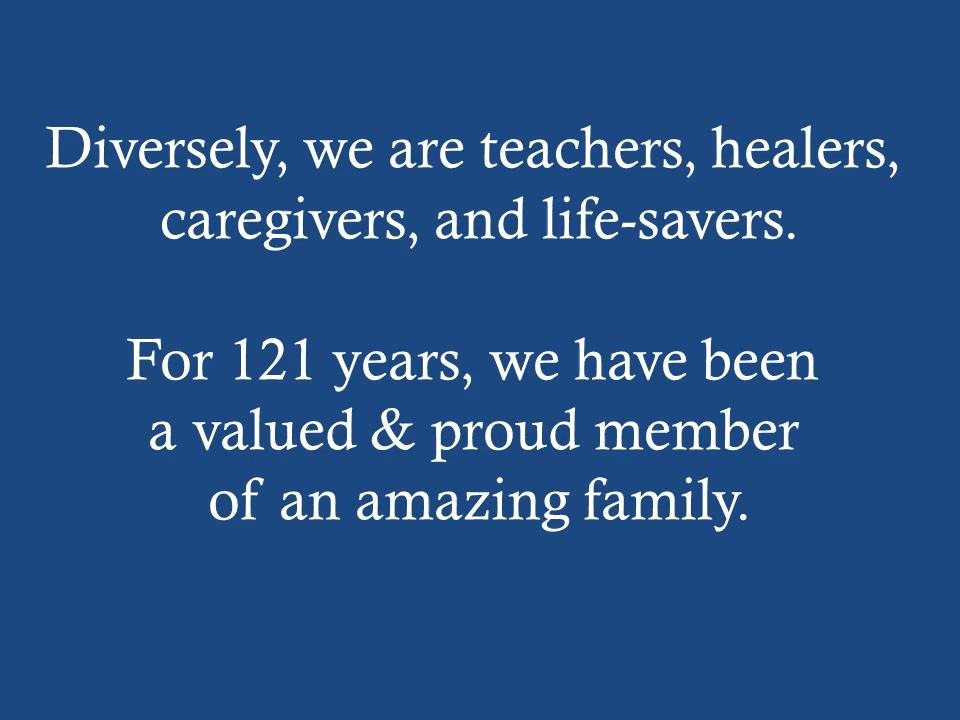 Diversely, we are teachers, healers,
caregivers, and life-savers.
For 121 years, we have been
a valued & proud member
of an amazing family.